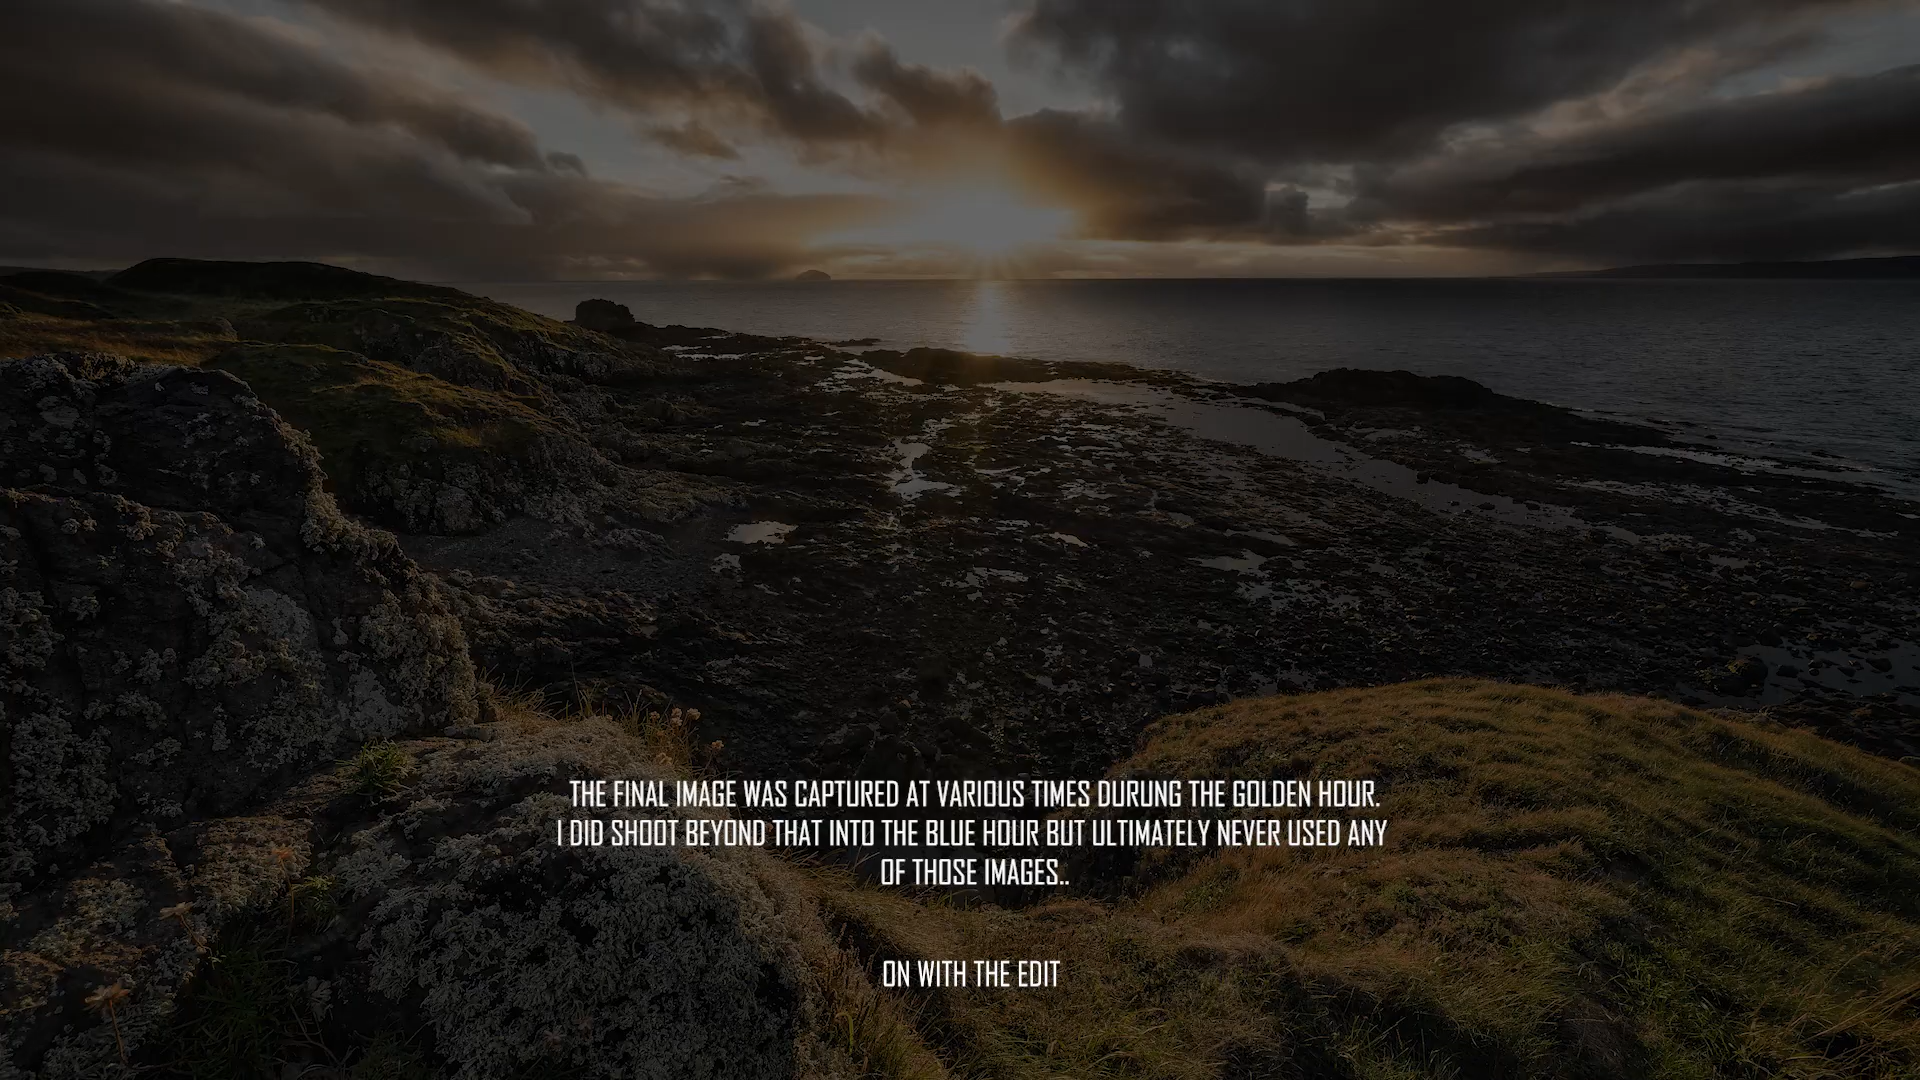 THE FINAL IMAGE WAS CAPTURED AT VARIOUS TIMES DURUNG THE GOLDEN HOUR.
I DID SHOOT BEYOND THAT INTO THE BLUE HOUR BUT ULTIMATELY NEVER USED ANY
OF THOSE IMAGES..
ON WITH THE EDIT